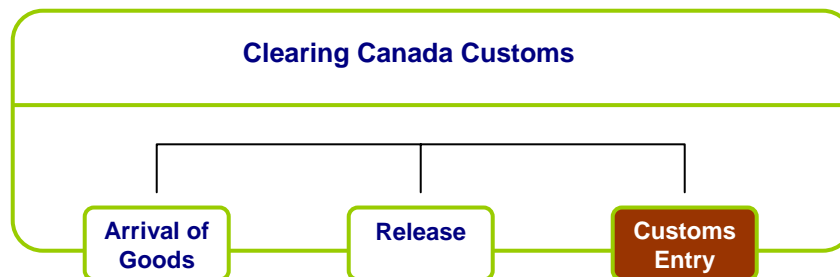 Clearing Canada Customs
Arrival of
Goods
Release
Customs
Entry